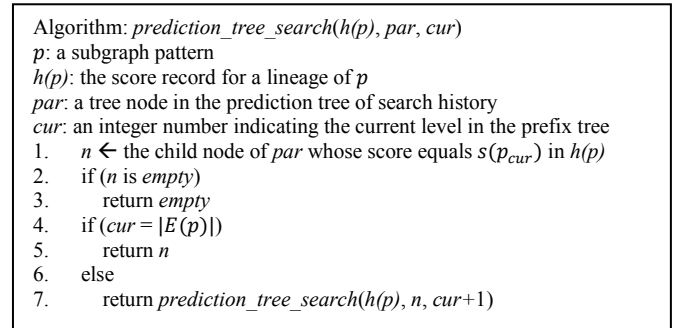 Algorithm: prediction_tree_search(h(p), par, cur)
p: a subgraph pattern
h(p): the score record for a lineage of p
par: a tree node in the prediction tree of search history
cur: an integer number indicating the current level in the prefix tree
1. n ← the child node of par whose score equals s(p_cur) in h(p)
2. if (n is empty)
3. return empty
4. if (cur = |E(p)|)
5. return n
6. else
7. return prediction_tree_search(h(p), n, cur+1)